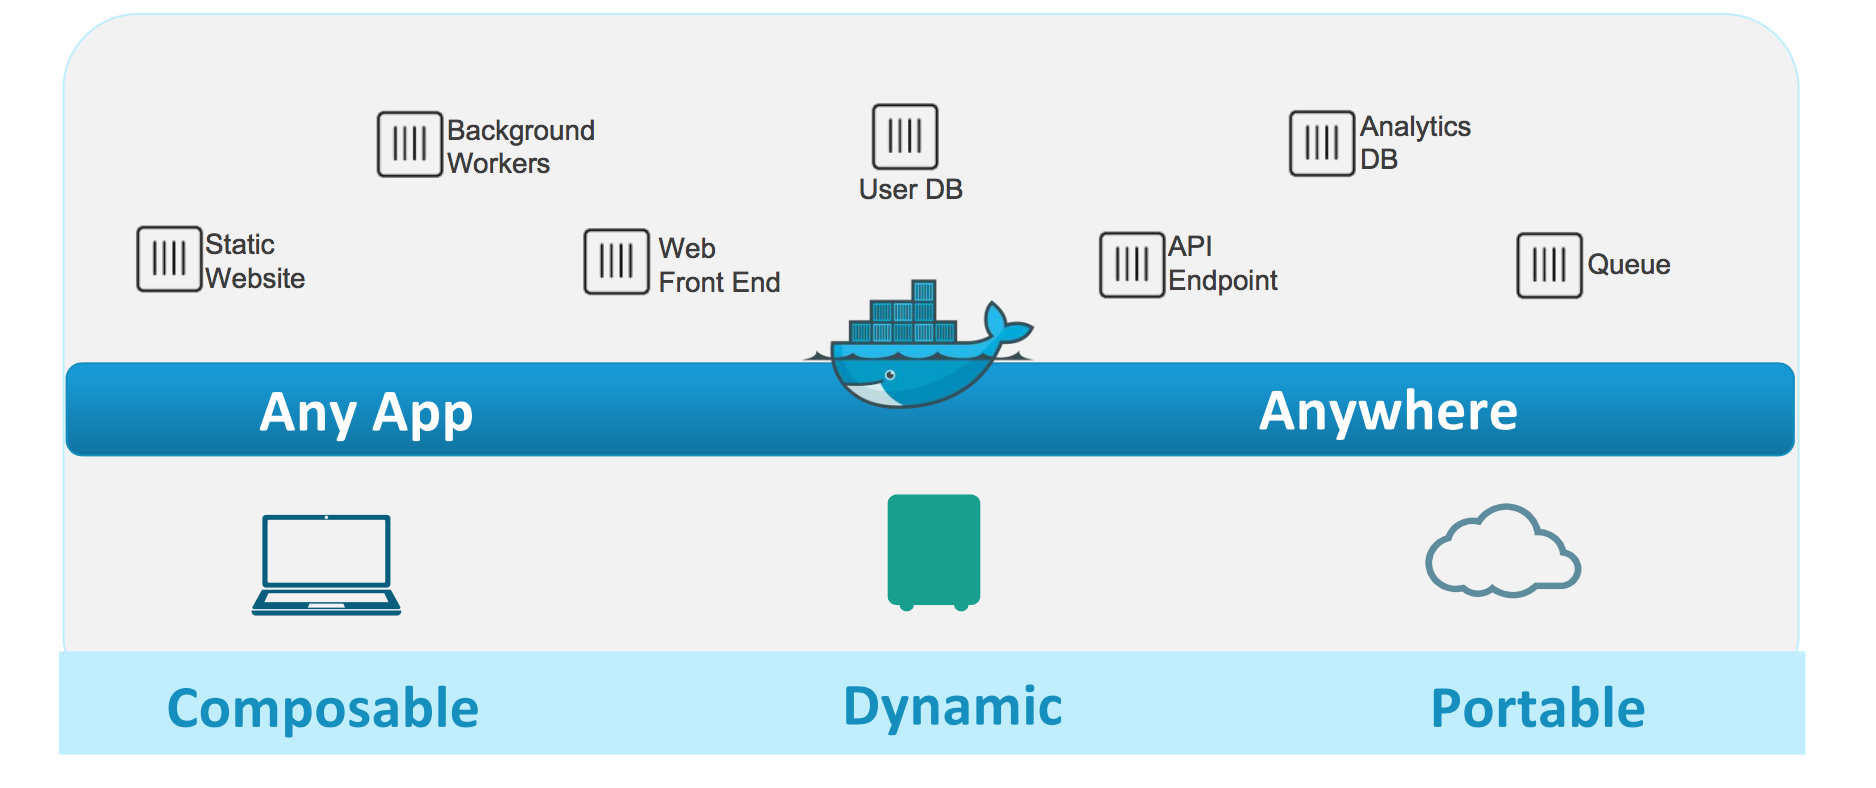 Background
Workers
User DB
Analytics
DB
Static
Website
Web
Front End
API
Endpoint
Queue
Any App
Anywhere
Composable
Dynamic
Portable